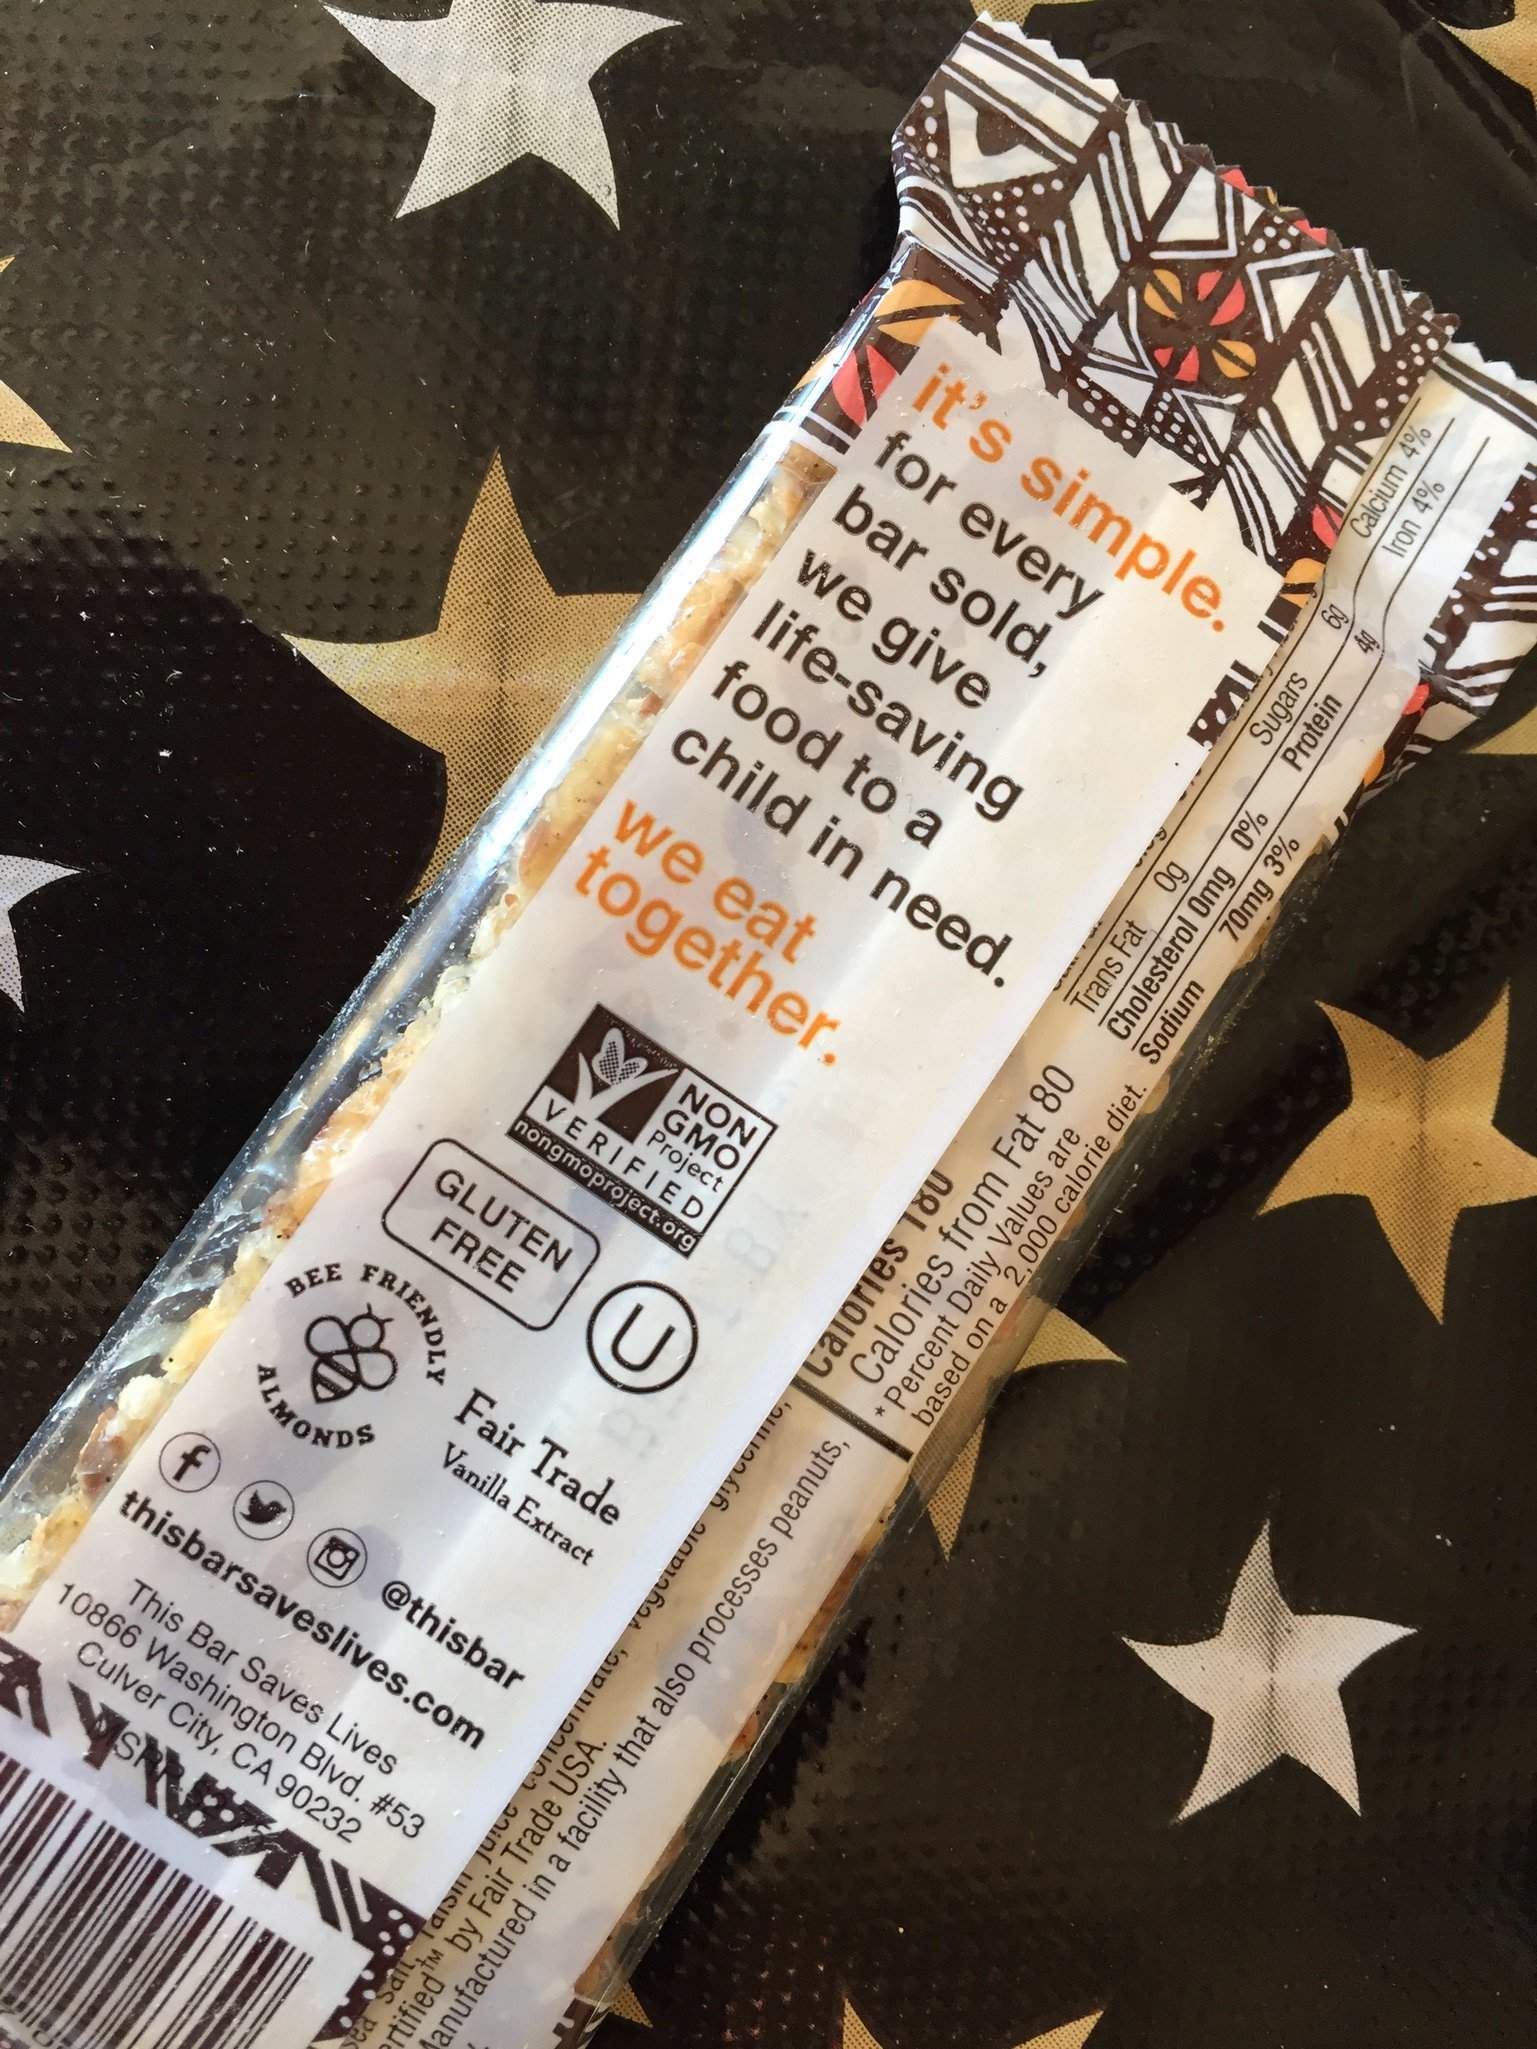 it's simple.
for every
bar sold,
we give
life-saving
food to a
child in need.
we eat
together.
NON
GMO
Project
VERIFIED
nongmoproject.org
GLUTEN
FREE
U
BEE FRIENDLY
ALMONDS
Fair Trade
Vanilla Extract
f
@thisbar
thisbarsaveslives.com
This Bar Saves Lives
10866 Washington Blvd. #53
Culver City, CA 90232
Calories 180
Calories from Fat 80
* Percent Daily Values are
based on a 2,000 calorie diet.
Trans Fat 0g
Cholesterol 0mg 0%
Sodium 70mg 3%
Sugars 6g
Protein 4g
Calcium 4%
Iron 4%
vegetable glycerine,
juice
by Fair Trade USA.
Manufactured in a facility that also processes peanuts,